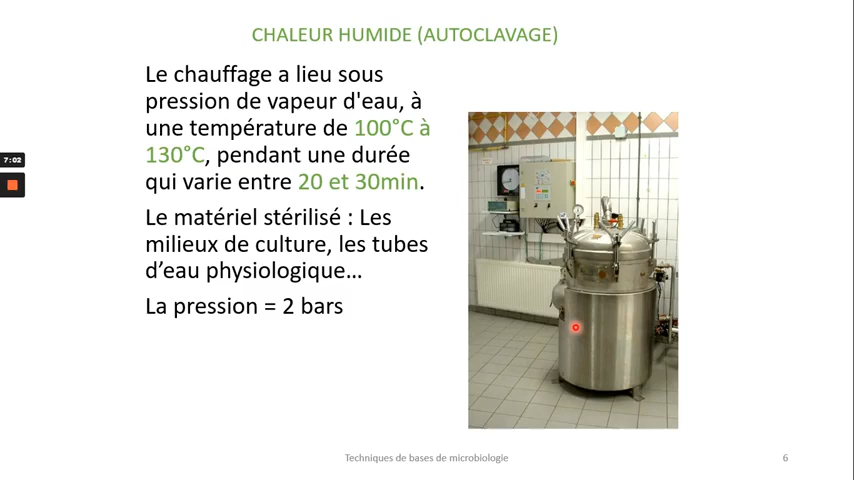 CHALEUR HUMIDE (AUTOCLAVAGE)
Le chauffage a lieu sous
pression de vapeur d'eau, à
une température de 100°C à
130°C, pendant une durée
qui varie entre 20 et 30min.
Le matériel stérilisé : Les
milieux de culture, les tubes
d’eau physiologique…
La pression = 2 bars
7:02
Techniques de bases de microbiologie
6